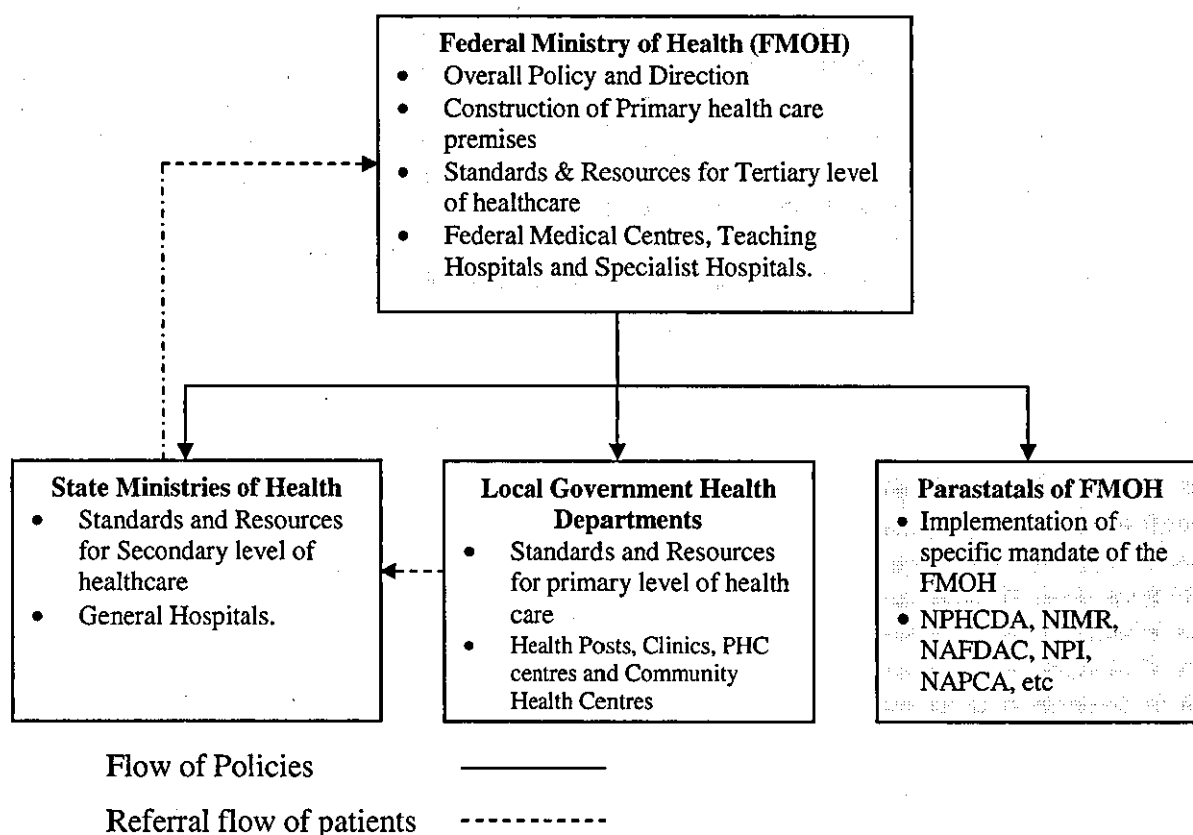 Federal Ministry of Health (FMOH)
• Overall Policy and Direction
• Construction of Primary health care
premises
• Standards & Resources for Tertiary level
of healthcare
• Federal Medical Centres, Teaching
Hospitals and Specialist Hospitals.
State Ministries of Health
• Standards and Resources
for Secondary level of
healthcare
• General Hospitals.
Local Government Health
Departments
• Standards and Resources
for primary level of health
care
• Health Posts, Clinics, PHC
centres and Community
Health Centres
Parastatals of FMOH
• Implementation of
specific mandate of the
FMOH
• NPHCDA, NIMR,
NAFDAC, NPI,
NAPCA, etc
Flow of Policies
Referral flow of patients